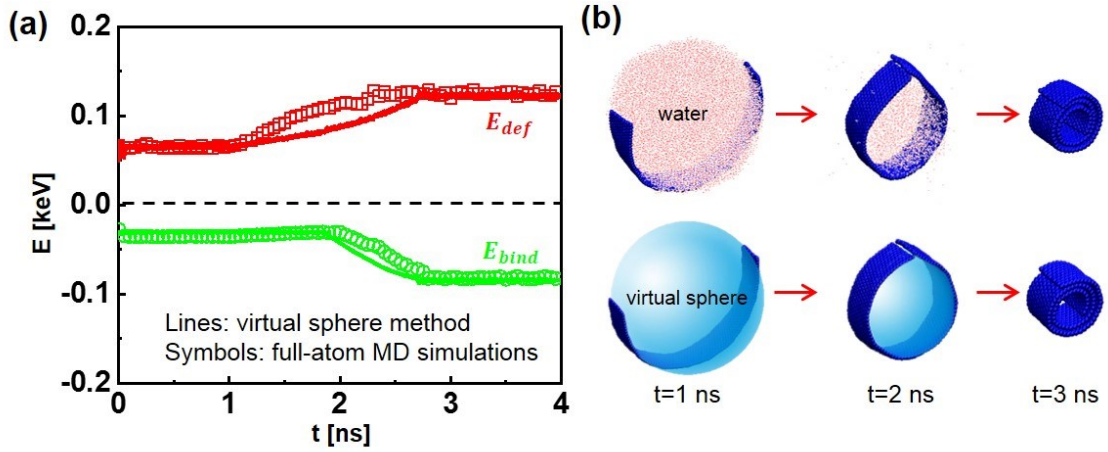 (a)
0.2
0.1
0.0
-0.1
-0.2
E [keV]
E_def
E_bind
Lines: virtual sphere method
Symbols: full-atom MD simulations
0 1 2 3 4
t [ns]
(b)
water
virtual sphere
t=1 ns t=2 ns t=3 ns